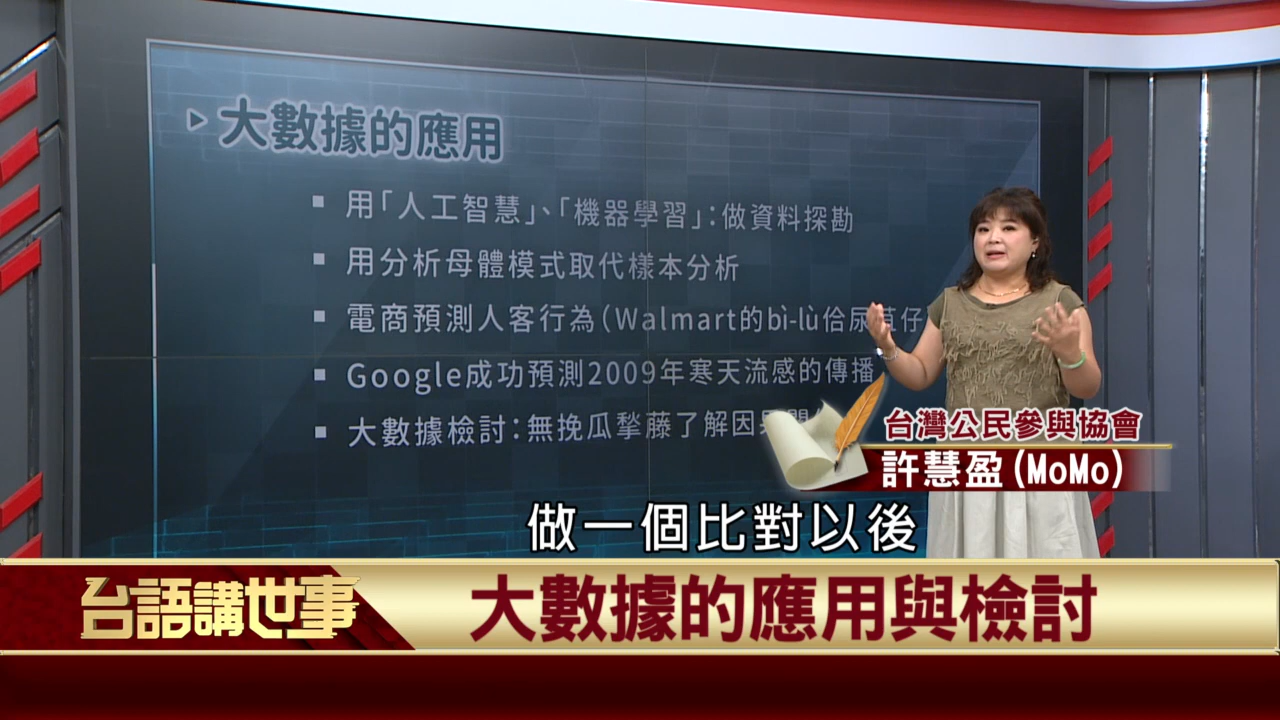 大數據的應用
用「人工智慧」、「機器學習」:做資料探勘
用分析母體模式取代樣本分析
電商預測人客行為(Walmart的bì-lù佮尿苴仔
Google成功預測2009年寒天流感的傳播
大數據檢討:無挽瓜揫藤了解因果關
台灣公民參與協會
許慧盈(MoMo)
做一個比對以後
台語講世事
大數據的應用與檢討